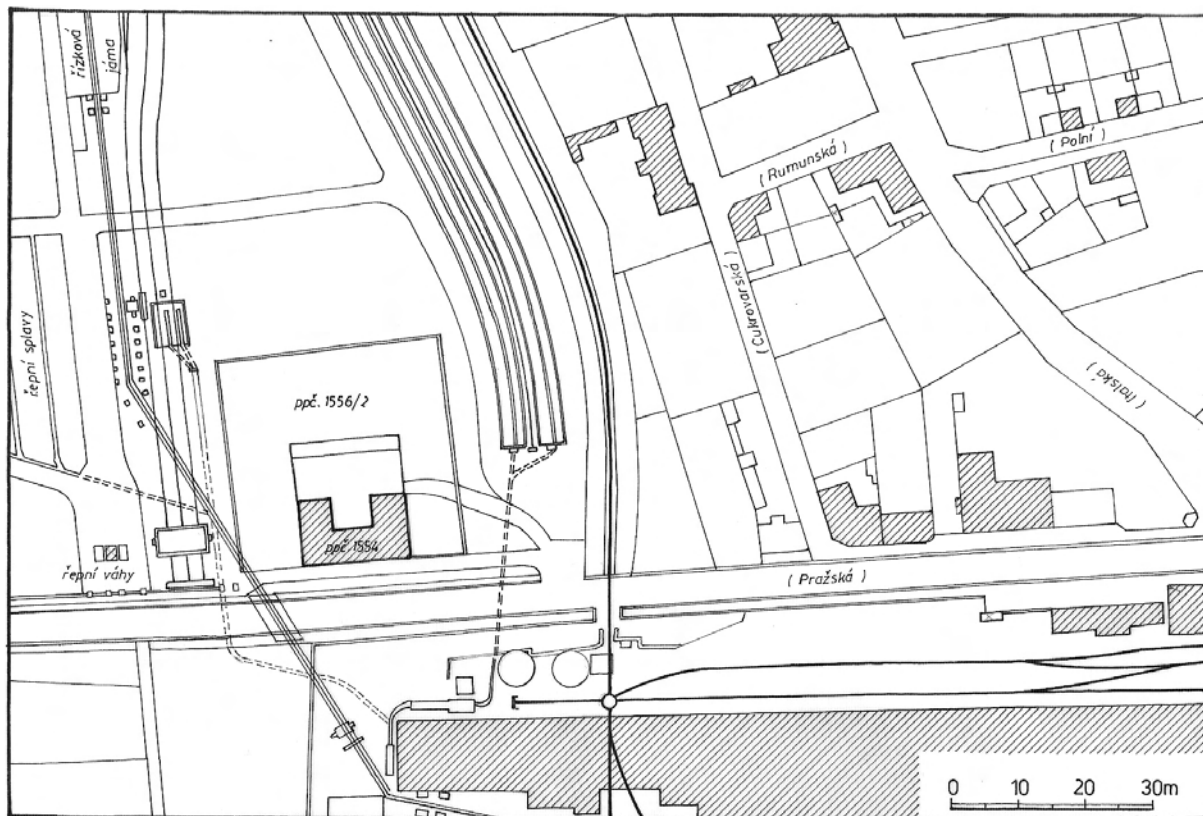 řízková
jáma
( Polní )
( Rumunská )
( Cukrovarská )
řepní splavy
( Italská )
ppč. 1556/2
ppč. 1554
řepní váhy
( Pražská )
0 10 20 30m